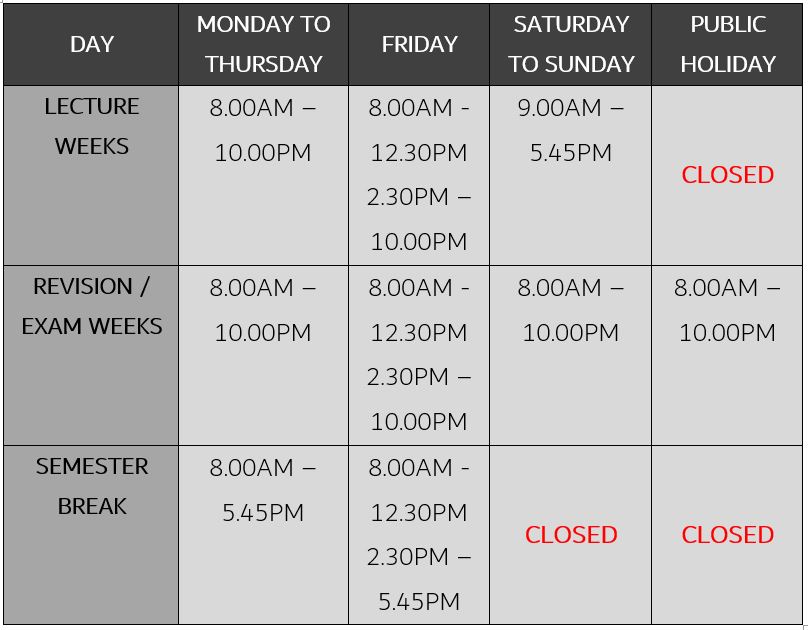 DAY
MONDAY TO
THURSDAY
FRIDAY
SATURDAY
TO SUNDAY
PUBLIC
HOLIDAY
LECTURE
WEEKS
8.00AM –
10.00PM
8.00AM -
12.30PM
2.30PM –
10.00PM
9.00AM –
5.45PM
CLOSED
REVISION /
EXAM WEEKS
8.00AM –
10.00PM
8.00AM -
12.30PM
2.30PM –
10.00PM
8.00AM –
10.00PM
8.00AM –
10.00PM
SEMESTER
BREAK
8.00AM –
5.45PM
8.00AM -
12.30PM
2.30PM –
5.45PM
CLOSED
CLOSED